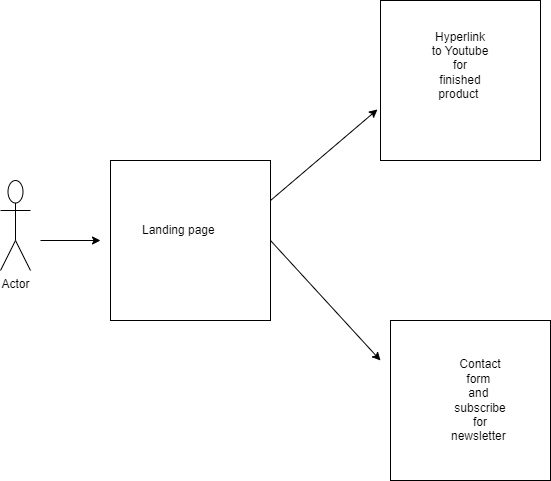 Hyperlink
to Youtube
for
finished
product
Landing page
Actor
Contact
form
and
subscribe
for
newsletter